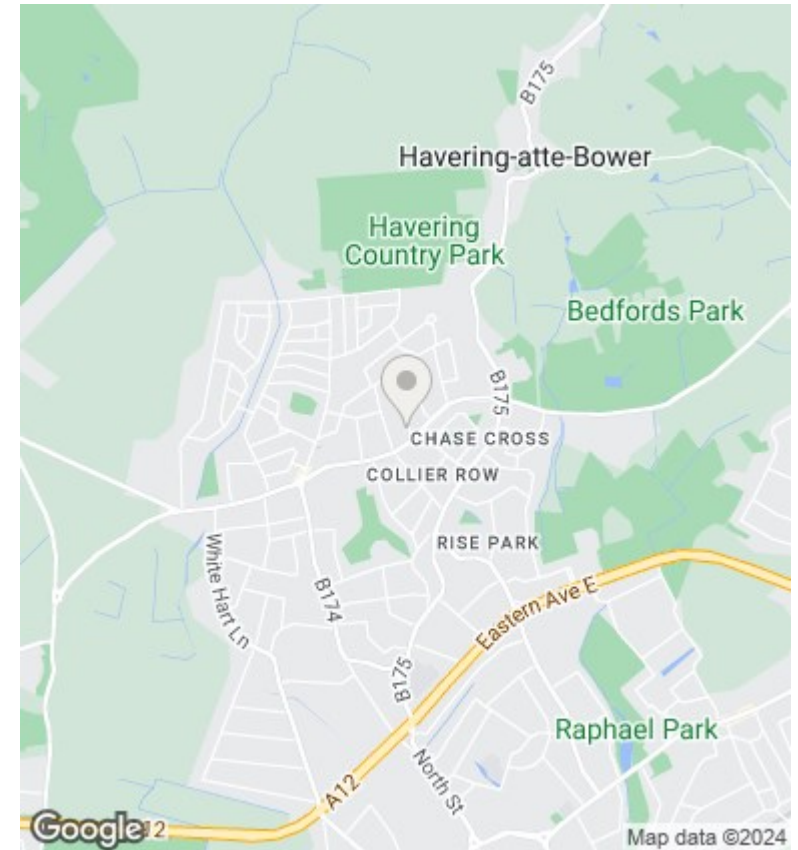 B175
Havering-atte-Bower
Havering
Country Park
Bedfords Park
B175
CHASE CROSS
COLLIER ROW
RISE PARK
White Hart Ln
B174
Eastern Ave E
B175
Raphael Park
North St
A12
Google
12
Map data ©2024